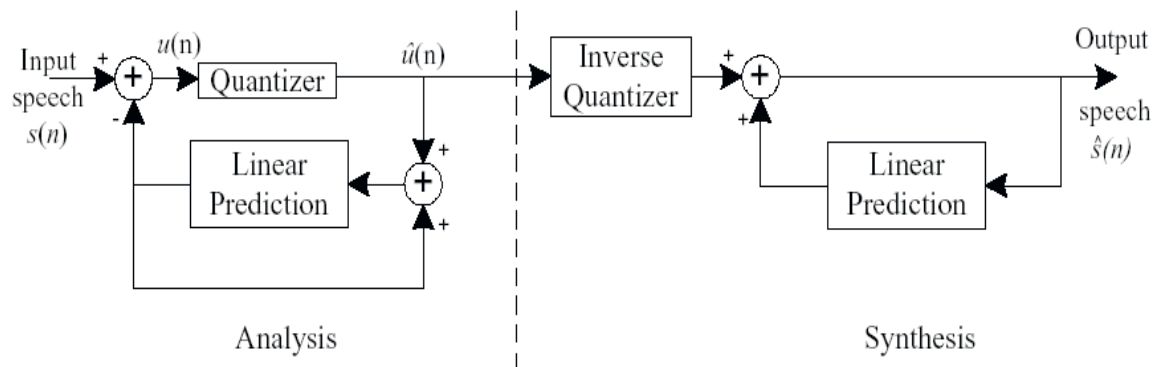 Input
speech
s(n)
+
+
-
u(n)
Quantizer
û(n)
+
+
+
Linear
Prediction
Analysis
Inverse
Quantizer
+
+
+
Linear
Prediction
Output
speech
ŝ(n)
Synthesis